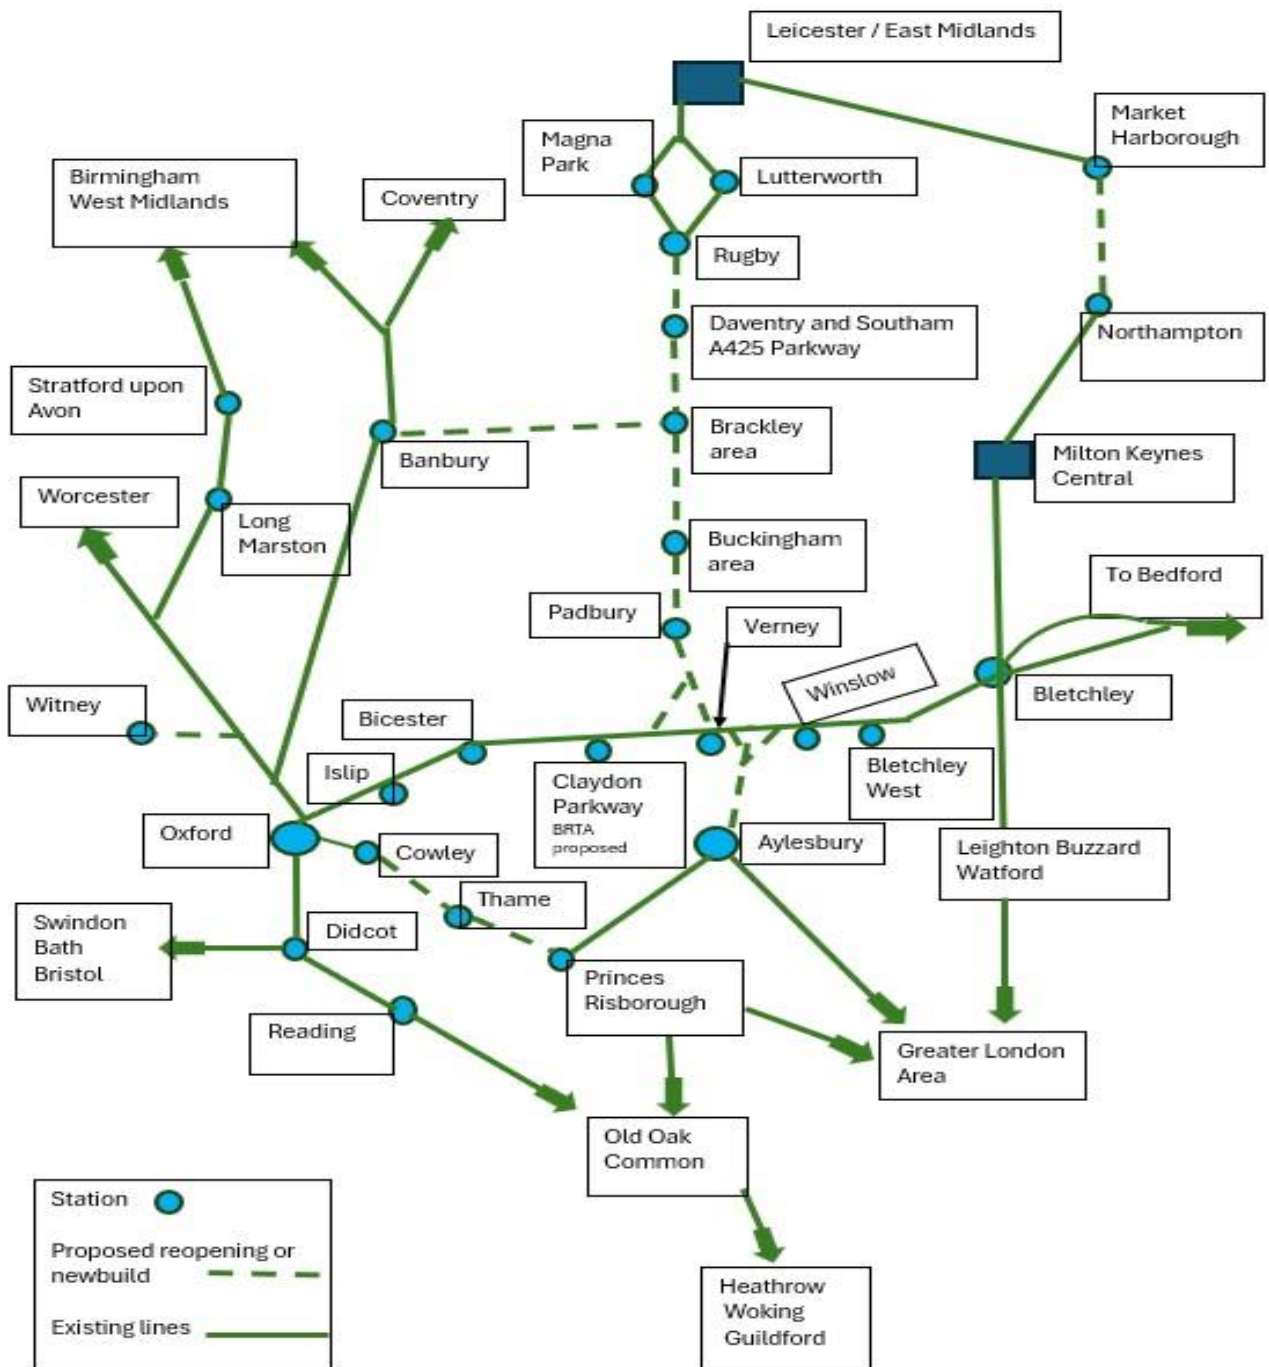 Leicester / East Midlands
Market
Harborough
Magna
Park
Lutterworth
Birmingham
West Midlands
Coventry
Rugby
Daventry and Southam
A425 Parkway
Northampton
Stratford upon
Avon
Brackley
area
Banbury
Milton Keynes
Central
Worcester
Long
Marston
Buckingham
area
To Bedford
Padbury
Verney
Winslow
Witney
Bicester
Bletchley
Islip
Claydon
Parkway
BRTA
proposed
Bletchley
West
Oxford
Cowley
Aylesbury
Leighton Buzzard
Watford
Thame
Swindon
Bath
Bristol
Didcot
Princes
Risborough
Reading
Greater London
Area
Old Oak
Common
Station
Proposed reopening or
newbuild
Existing lines
Heathrow
Woking
Guildford